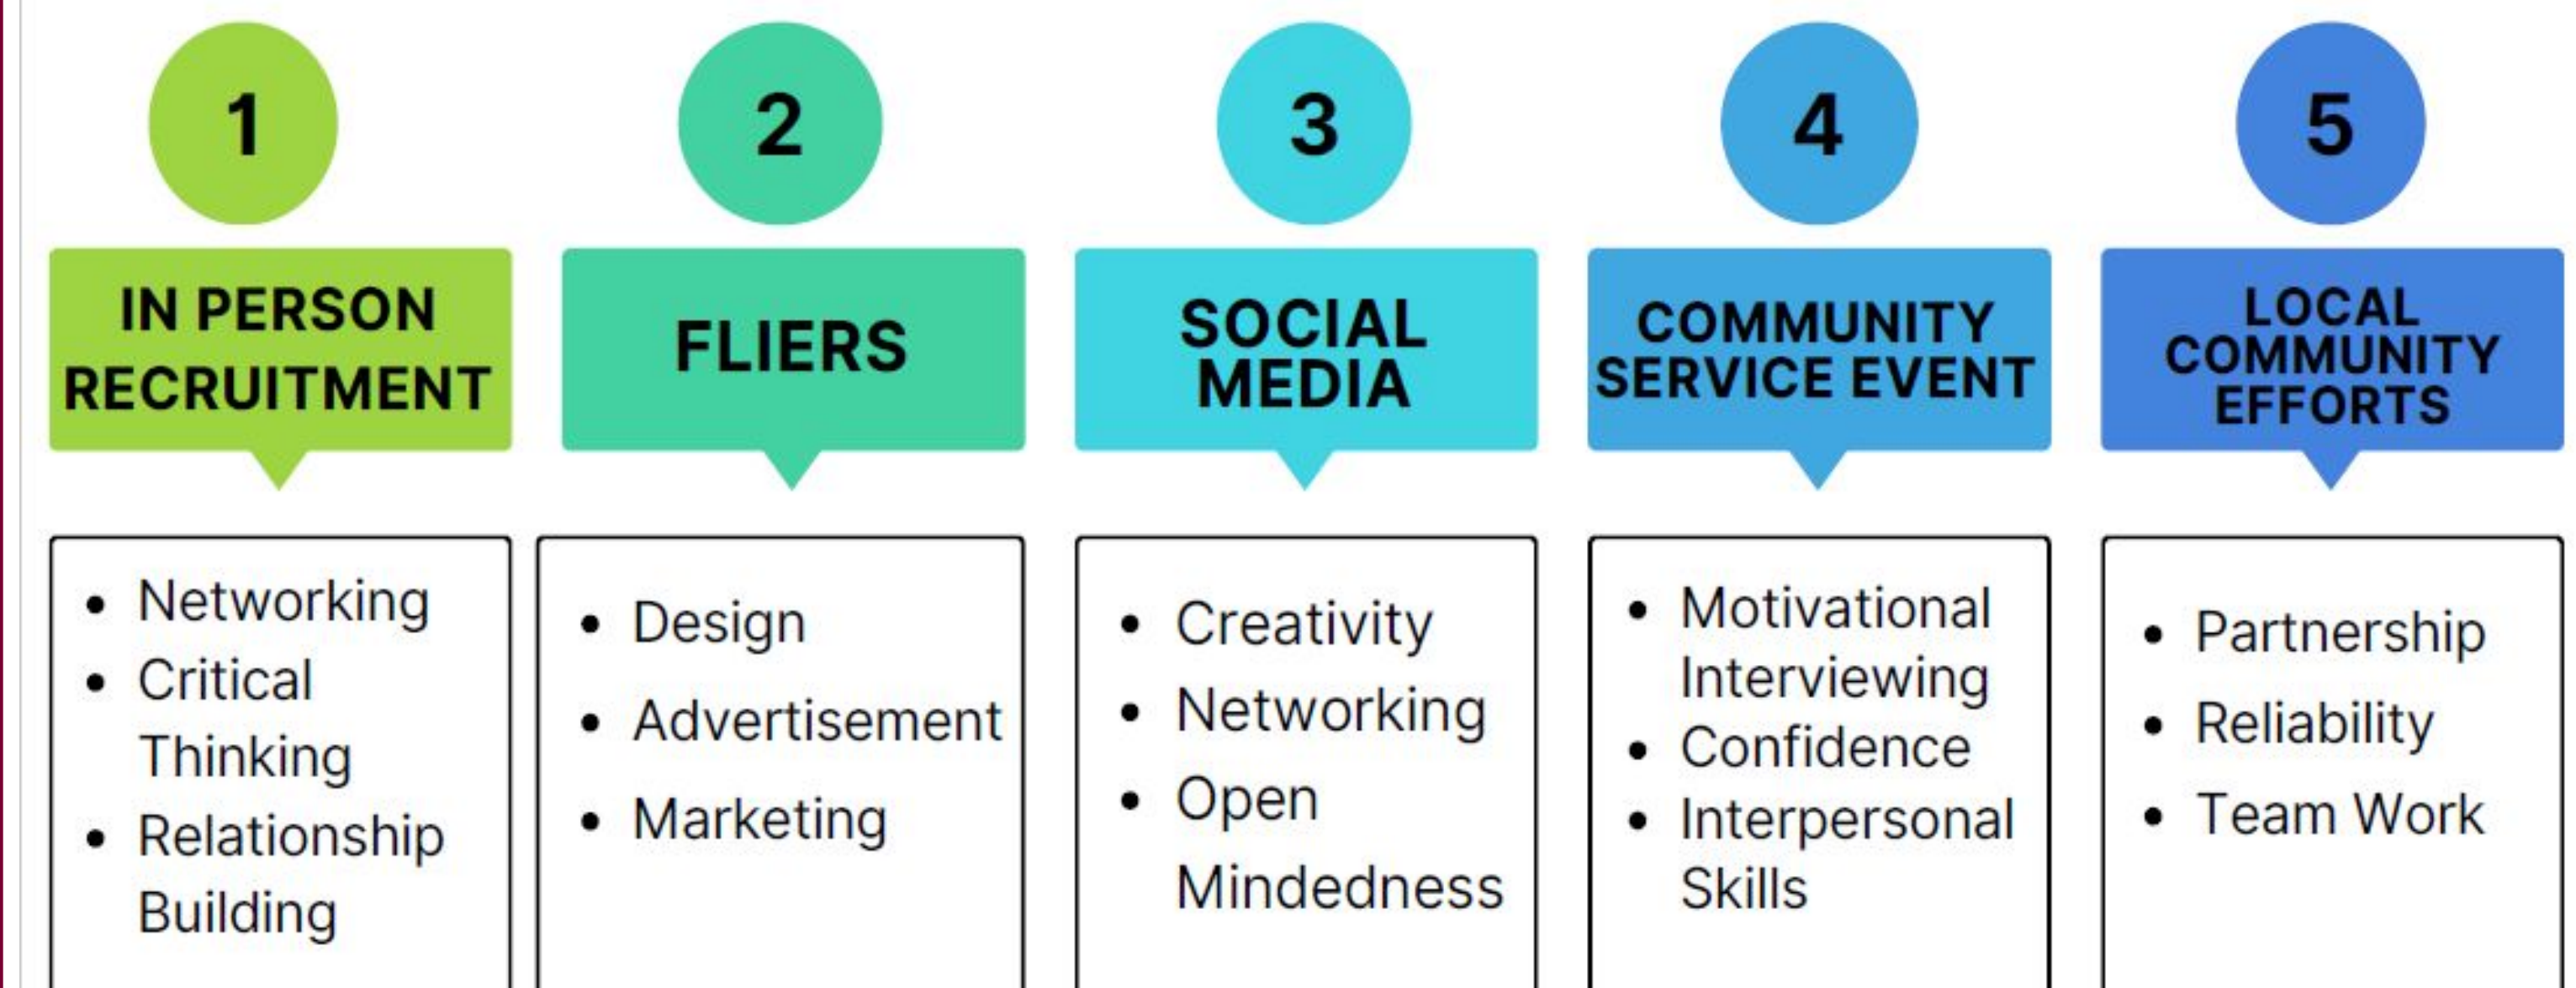 1
IN PERSON
RECRUITMENT
• Networking
• Critical
Thinking
• Relationship
Building
2
FLIERS
• Design
• Advertisement
• Marketing
3
SOCIAL
MEDIA
• Creativity
• Networking
• Open
Mindedness
4
COMMUNITY
SERVICE EVENT
• Motivational
Interviewing
• Confidence
• Interpersonal
Skills
5
LOCAL
COMMUNITY
EFFORTS
• Partnership
• Reliability
• Team Work